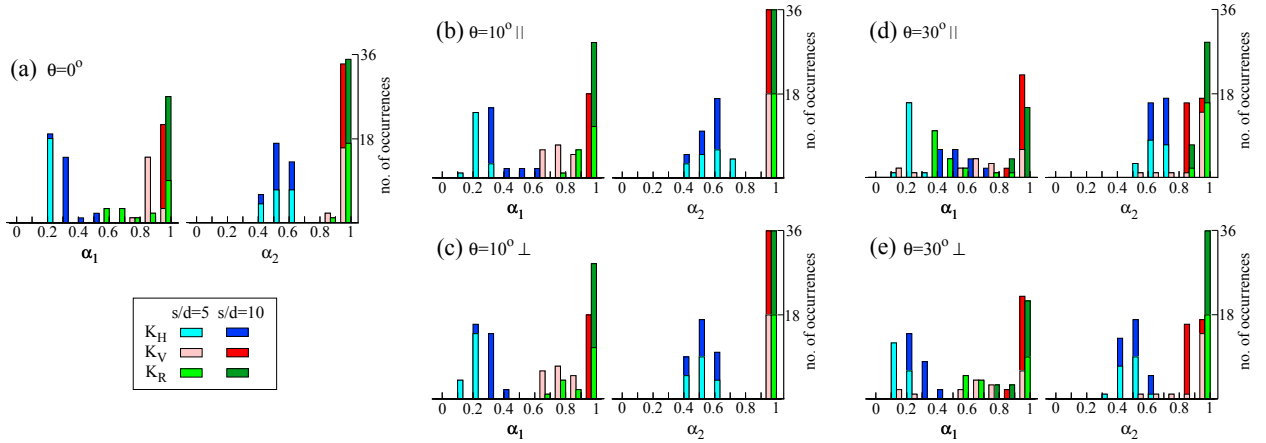 (a) θ=0°
36
18
no. of occurrences
0 0.2 0.4 0.6 0.8 1
α1
0 0.2 0.4 0.6 0.8 1
α2
s/d=5 s/d=10
KH
KV
KR
(b) θ=10° ||
36
18
no. of occurrences
0 0.2 0.4 0.6 0.8 1
α1
0 0.2 0.4 0.6 0.8 1
α2
(c) θ=10° ⊥
36
18
no. of occurrences
0 0.2 0.4 0.6 0.8 1
α1
0 0.2 0.4 0.6 0.8 1
α2
(d) θ=30° ||
36
18
no. of occurrences
0 0.2 0.4 0.6 0.8 1
α1
0 0.2 0.4 0.6 0.8 1
α2
(e) θ=30° ⊥
36
18
no. of occurrences
0 0.2 0.4 0.6 0.8 1
α1
0 0.2 0.4 0.6 0.8 1
α2